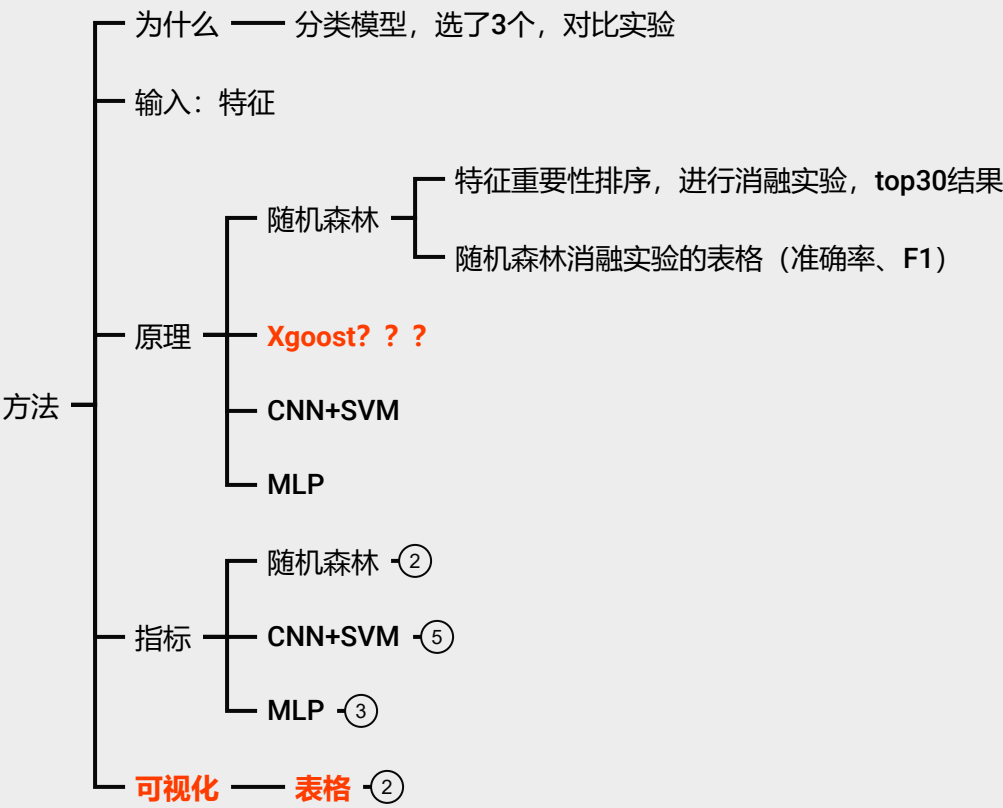 为什么
分类模型，选了3个，对比实验
输入：特征
特征重要性排序，进行消融实验，top30结果
随机森林
随机森林消融实验的表格（准确率、F1）
原理
Xgoost？？？
方法
CNN+SVM
MLP
随机森林
2
指标
CNN+SVM
5
MLP
3
可视化
表格
2